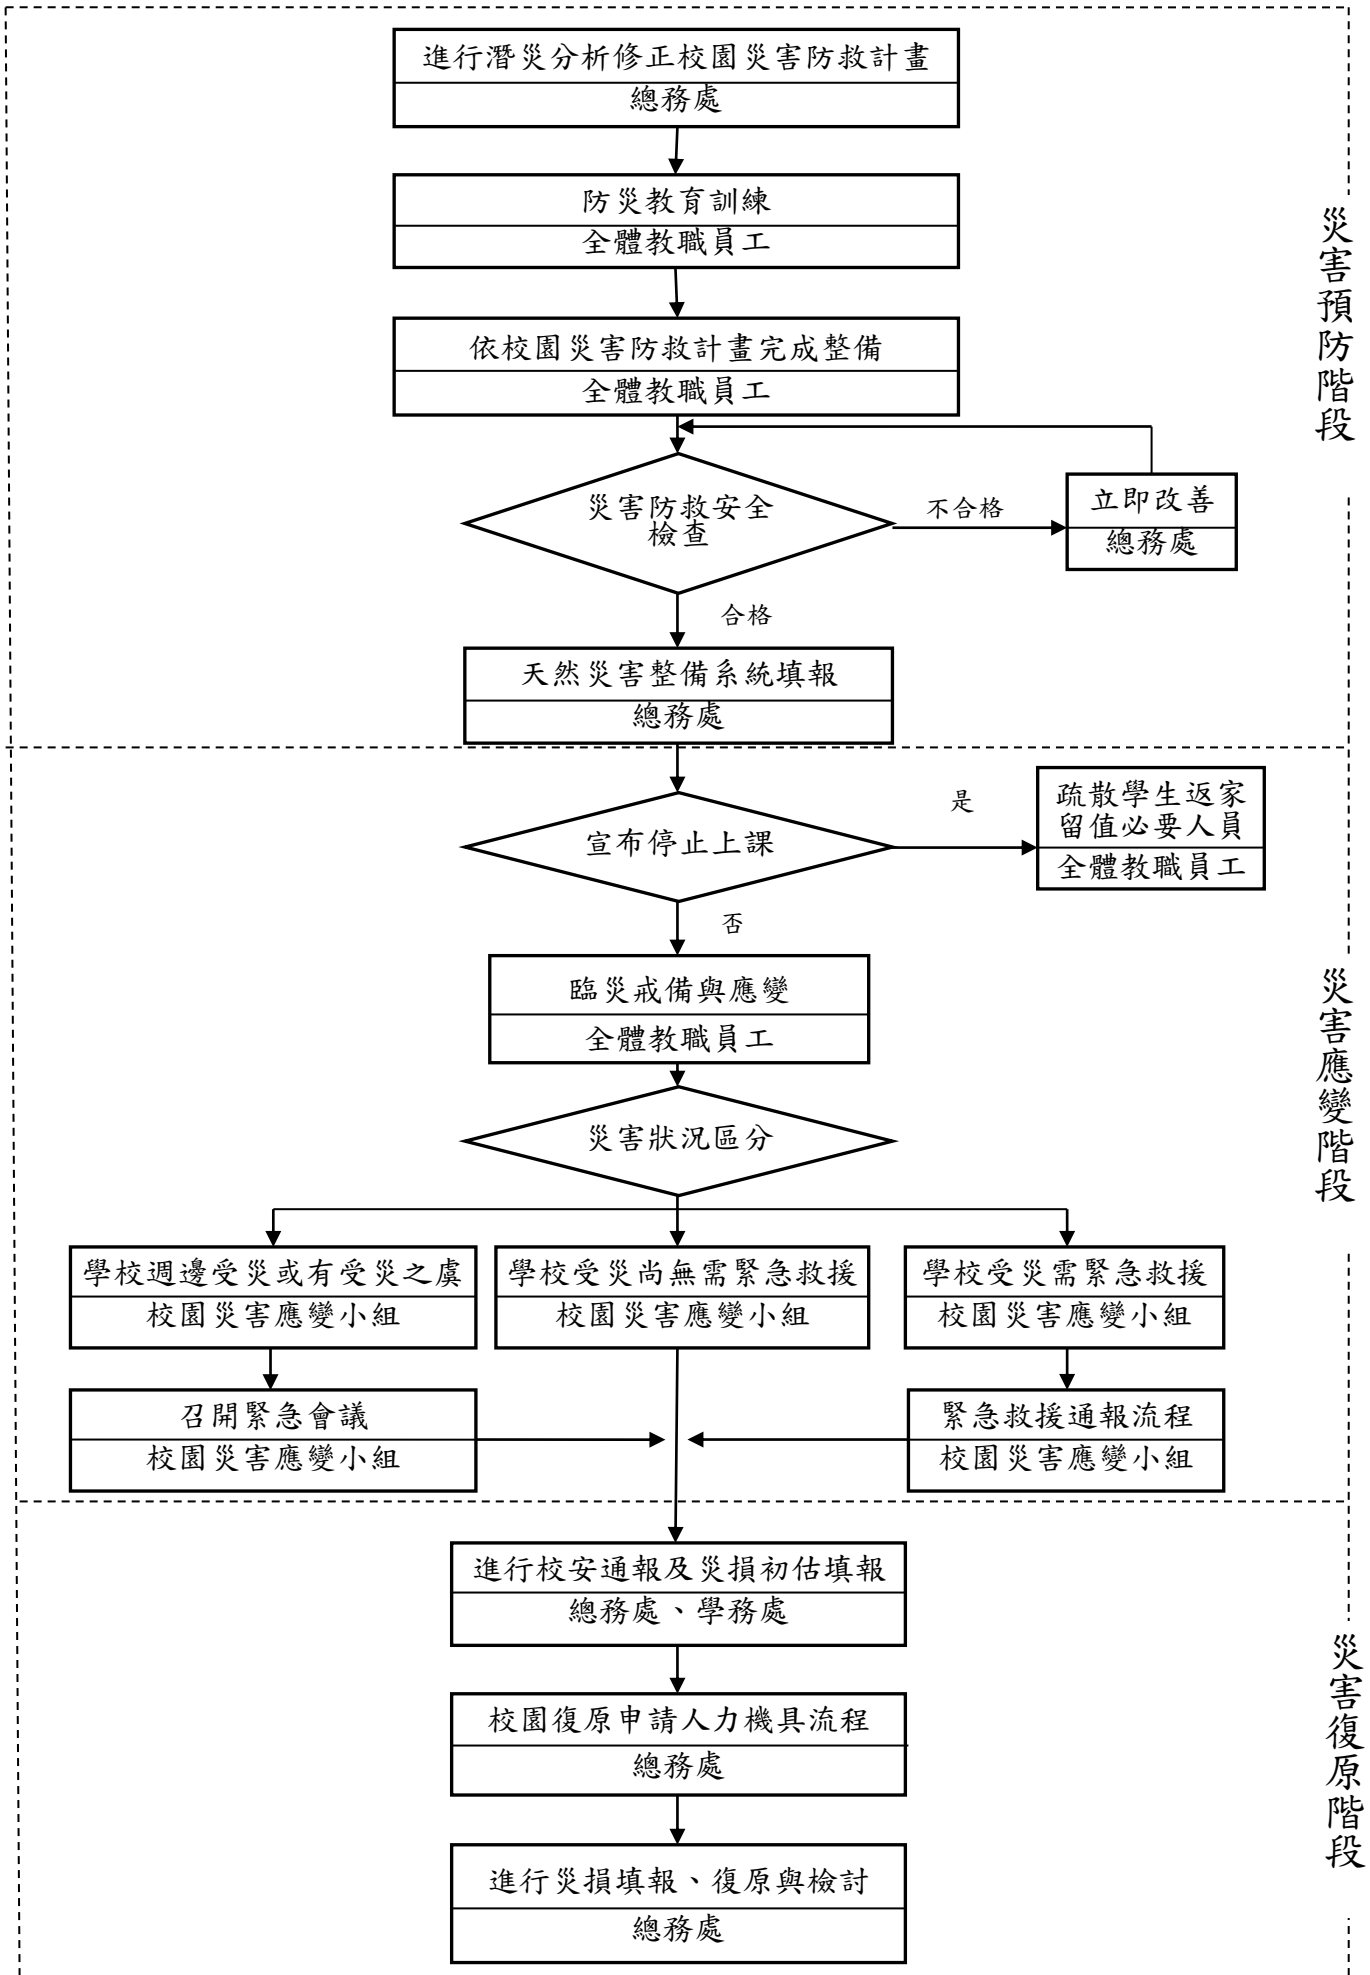 進行潛災分析修正校園災害防救計畫
總務處
防災教育訓練
全體教職員工
災害預防階段
依校園災害防救計畫完成整備
全體教職員工
災害防救安全
檢查
不合格
立即改善
總務處
合格
天然災害整備系統填報
總務處
宣布停止上課
是
疏散學生返家
留值必要人員
全體教職員工
否
臨災戒備與應變
全體教職員工
災害應變階段
災害狀況區分
學校週邊受災或有受災之虞
校園災害應變小組
學校受災尚無需緊急救援
校園災害應變小組
學校受災需緊急救援
校園災害應變小組
召開緊急會議
校園災害應變小組
緊急救援通報流程
校園災害應變小組
進行校安通報及災損初估填報
總務處、學務處
災害復原階段
校園復原申請人力機具流程
總務處
進行災損填報、復原與檢討
總務處